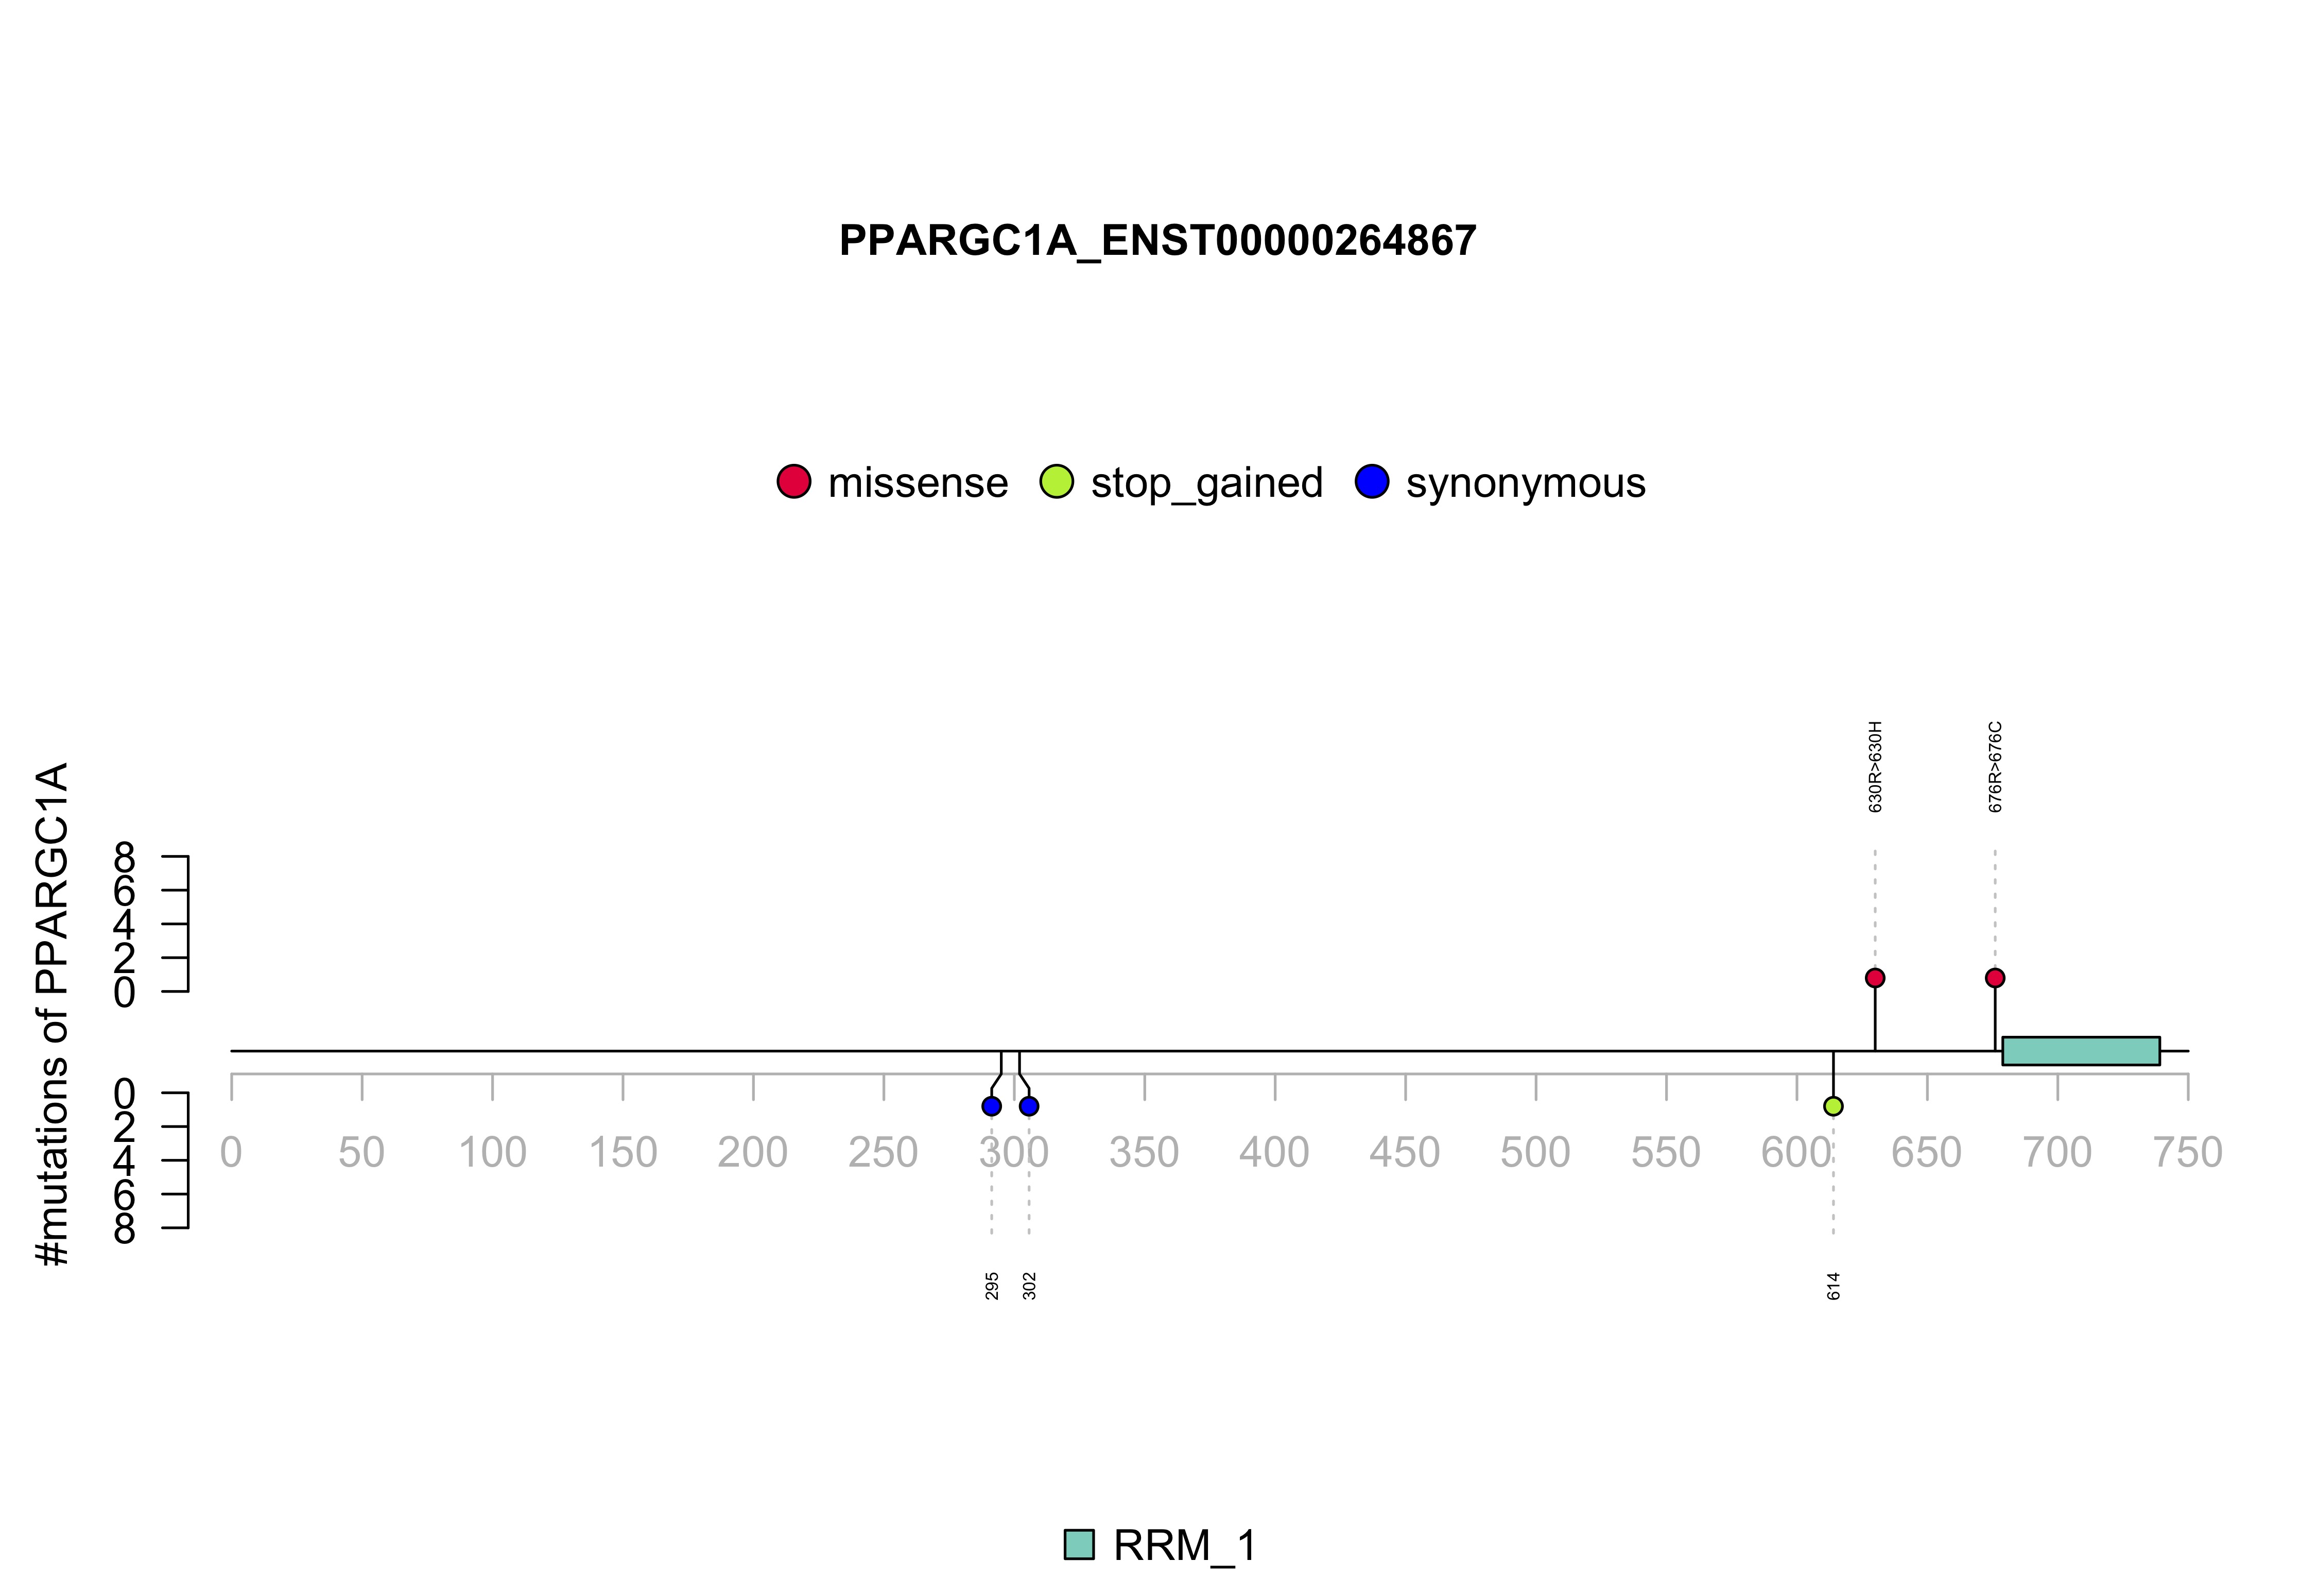 PPARGC1A_ENST00000264867
missense stop_gained synonymous
630R>630H 676R>676C
#mutations of PPARGC1A
8
6
4
2
0
0
2
4
6
8
0 50 100 150 200 250 300 350 400 450 500 550 600 650 700 750
295 302 614
RRM_1